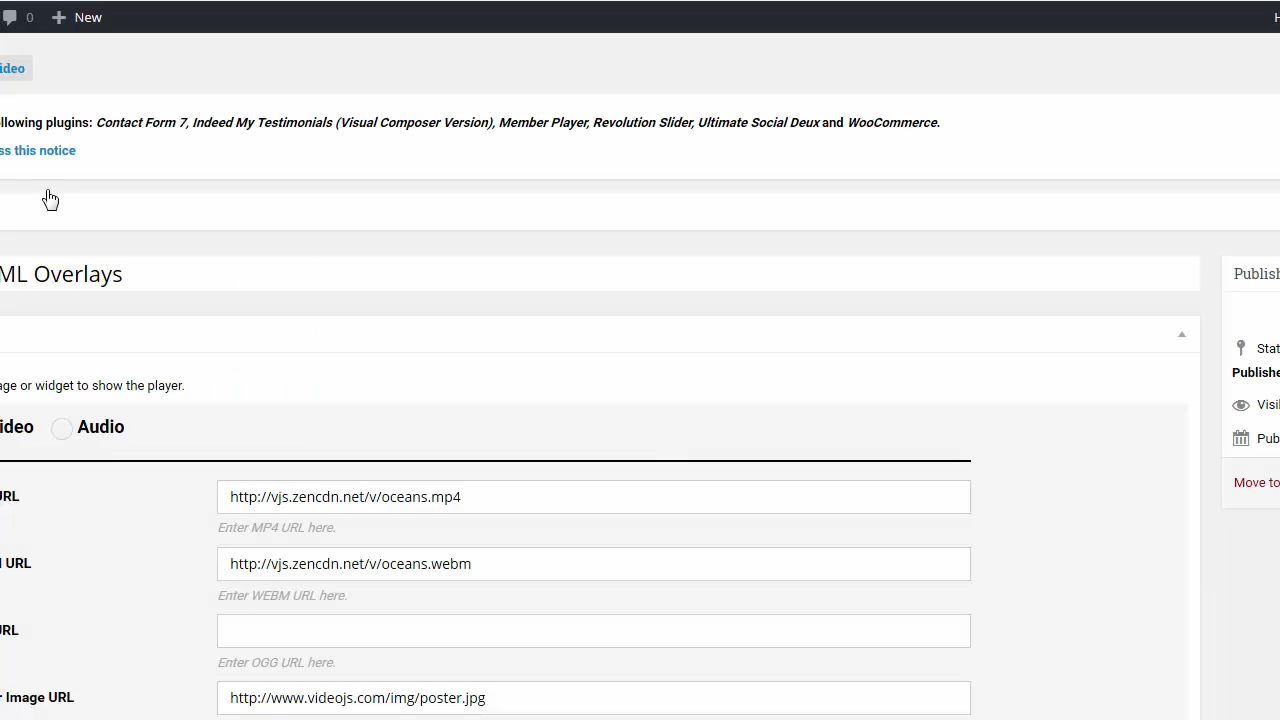 0 New
ideo
llowing plugins: Contact Form 7, Indeed My Testimonials (Visual Composer Version), Member Player, Revolution Slider, Ultimate Social Deux and WooCommerce.
ss this notice
ML Overlays
Publish
age or widget to show the player.
Stat
Publishe
ideo Audio
Visi
Pub
URL http://vjs.zencdn.net/v/oceans.mp4
Move to
Enter MP4 URL here.
URL http://vjs.zencdn.net/v/oceans.webm
Enter WEBM URL here.
URL
Enter OGG URL here.
r Image URL http://www.videojs.com/img/poster.jpg